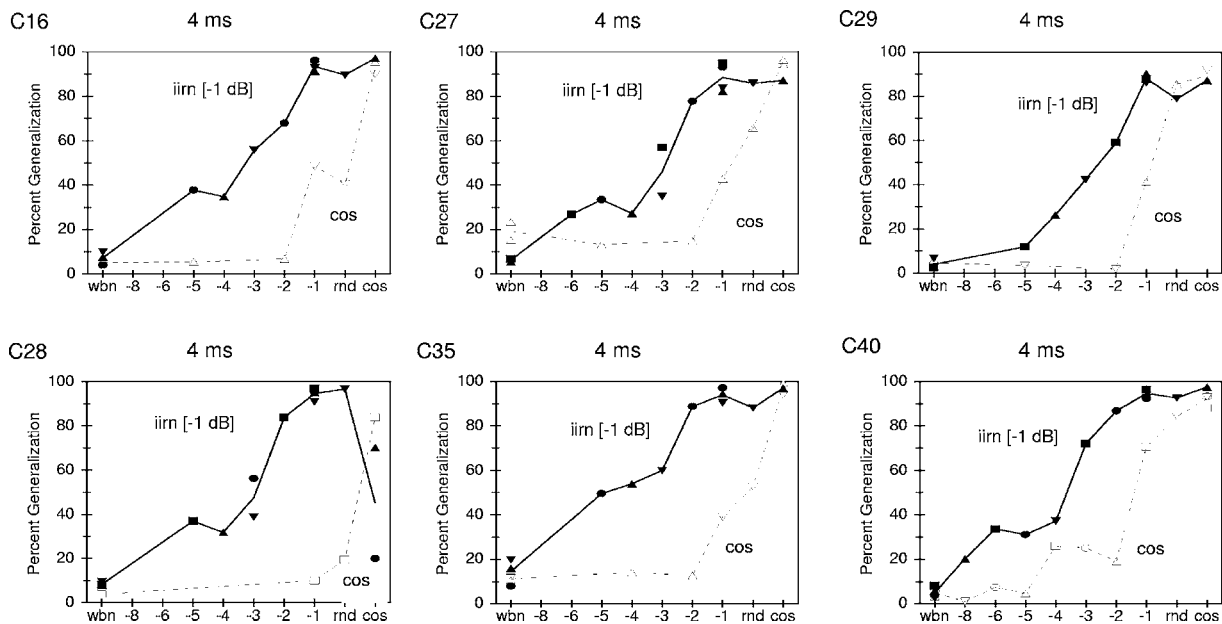 C16 4 ms
Percent Generalization
100
80
60
40
20
0
iirn [-1 dB]
cos
wbn -8 -6 -5 -4 -3 -2 -1 rnd cos
C27 4 ms
Percent Generalization
100
80
60
40
20
0
iirn [-1 dB]
cos
wbn -8 -6 -5 -4 -3 -2 -1 rnd cos
C29 4 ms
Percent Generalization
100
80
60
40
20
0
iirn [-1 dB]
cos
wbn -8 -6 -5 -4 -3 -2 -1 rnd cos
C28 4 ms
Percent Generalization
100
80
60
40
20
0
iirn [-1 dB]
cos
wbn -8 -6 -5 -4 -3 -2 -1 rnd cos
C35 4 ms
Percent Generalization
100
80
60
40
20
0
iirn [-1 dB]
cos
wbn -8 -6 -5 -4 -3 -2 -1 rnd cos
C40 4 ms
Percent Generalization
100
80
60
40
20
0
iirn [-1 dB]
cos
wbn -8 -6 -5 -4 -3 -2 -1 rnd cos